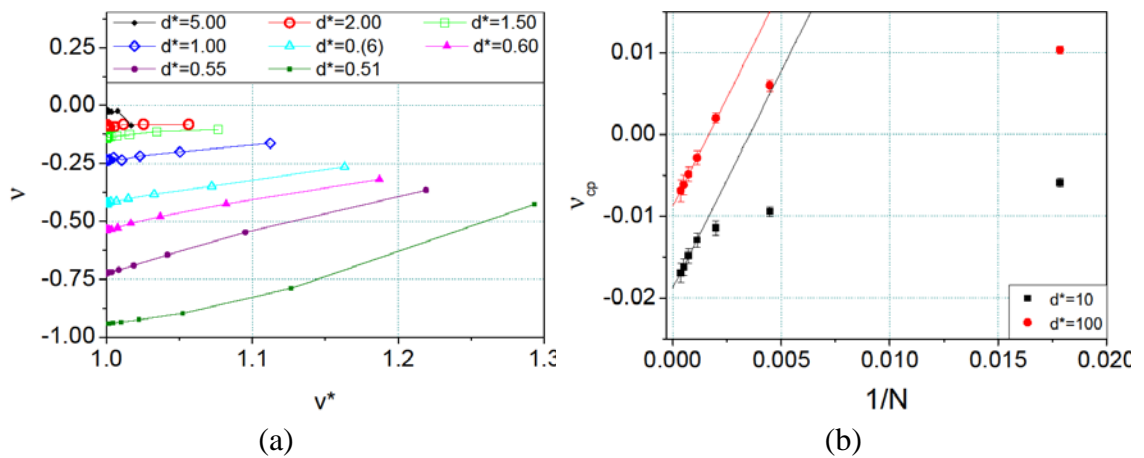 d*=5.00 d*=2.00 d*=1.50
d*=1.00 d*=0.(6) d*=0.60
d*=0.55 d*=0.51
0.25
0.00
-0.25
-0.50
-0.75
-1.00
ν
1.0 1.1 1.2 1.3
v*
(a)
0.01
0.00
-0.01
-0.02
νcp
d*=10
d*=100
0.000 0.005 0.010 0.015 0.020
1/N
(b)